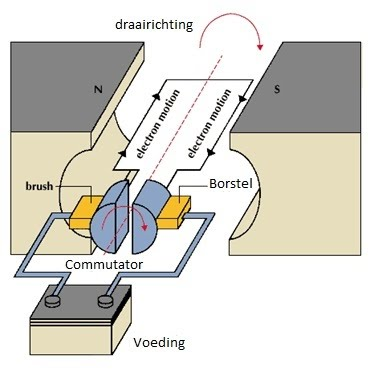 draairichting
N
S
electron motion
electron motion
brush
Borstel
Commutator
Voeding